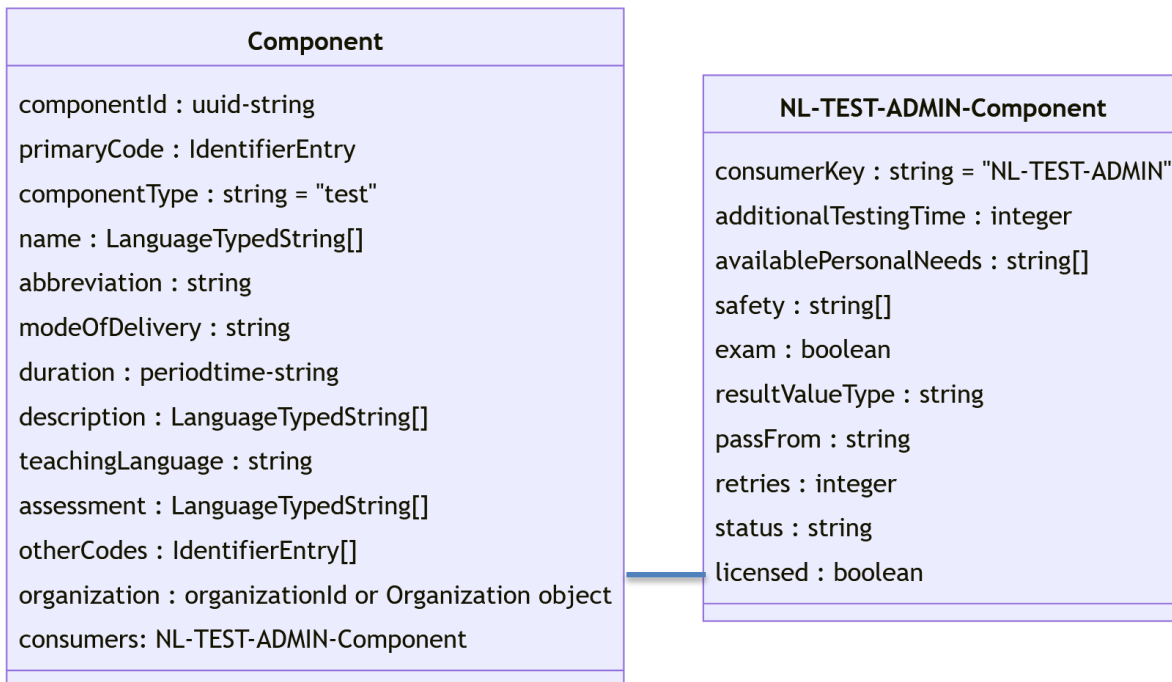 Component
componentId : uuid-string
primaryCode : IdentifierEntry
componentType : string = "test"
name : LanguageTypedString[]
abbreviation : string
modeOfDelivery : string
duration : periodtime-string
description : LanguageTypedString[]
teachingLanguage : string
assessment : LanguageTypedString[]
otherCodes : IdentifierEntry[]
organization : organizationId or Organization object
consumers: NL-TEST-ADMIN-Component
NL-TEST-ADMIN-Component
consumerKey : string = "NL-TEST-ADMIN"
additionalTestingTime : integer
availablePersonalNeeds : string[]
safety : string[]
exam : boolean
resultValueType : string
passFrom : string
retries : integer
status : string
licensed : boolean